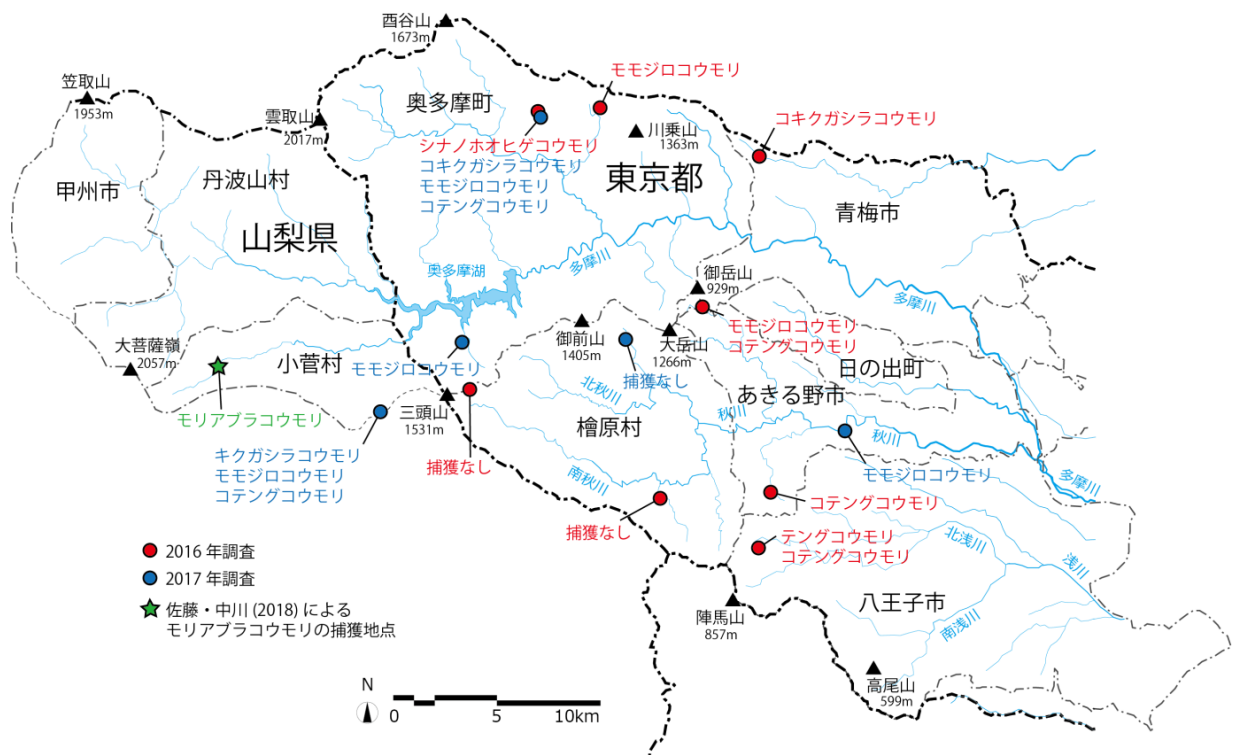 酉谷山
1673m
モモジロコウモリ
笠取山
1953m
奥多摩町
雲取山
2017m
川乗山
1363m
コキクガシラコウモリ
シナノホオヒゲコウモリ
コキクガシラコウモリ
モモジロコウモリ
コテングコウモリ
東京都
甲州市
丹波山村
青梅市
山梨県
奥多摩湖
多摩川
御岳山
929m
多摩川
御前山
1405m
大岳山
1266m
モモジロコウモリ
コテングコウモリ
大菩薩嶺
2057m
小菅村
モモジロコウモリ
捕獲なし
日の出町
北秋川
あきる野市
モリアブラコウモリ
三頭山
1531m
秋川
檜原村
秋川
キクガシラコウモリ
モモジロコウモリ
コテングコウモリ
捕獲なし
南秋川
モモジロコウモリ
多摩川
コテングコウモリ
捕獲なし
テングコウモリ
コテングコウモリ
北浅川
浅川
2016 年調査
2017 年調査
佐藤・中川 (2018) による
モリアブラコウモリの捕獲地点
陣馬山
857m
八王子市
南浅川
高尾山
599m
N
0 5 10km